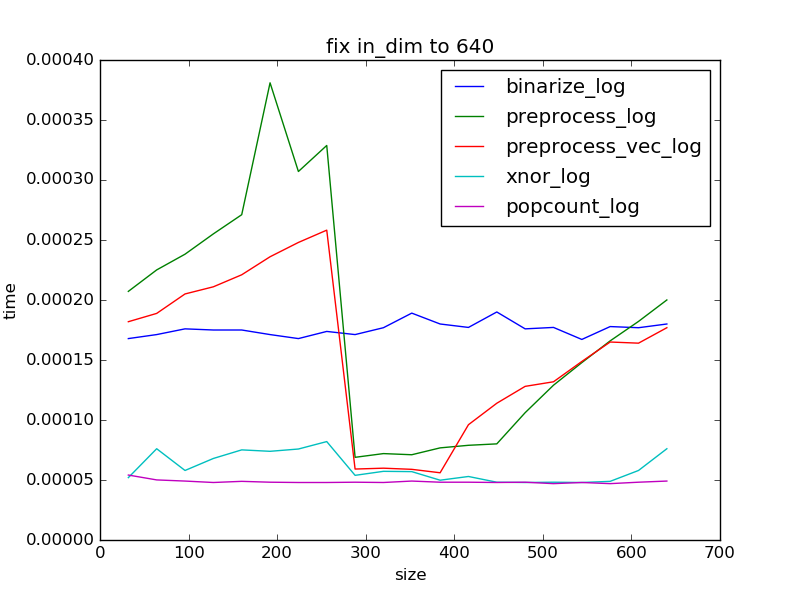 fix in_dim to 640
0.00040
0.00035
0.00030
0.00025
0.00020
0.00015
0.00010
0.00005
0.00000
time
binarize_log
preprocess_log
preprocess_vec_log
xnor_log
popcount_log
0 100 200 300 400 500 600 700
size